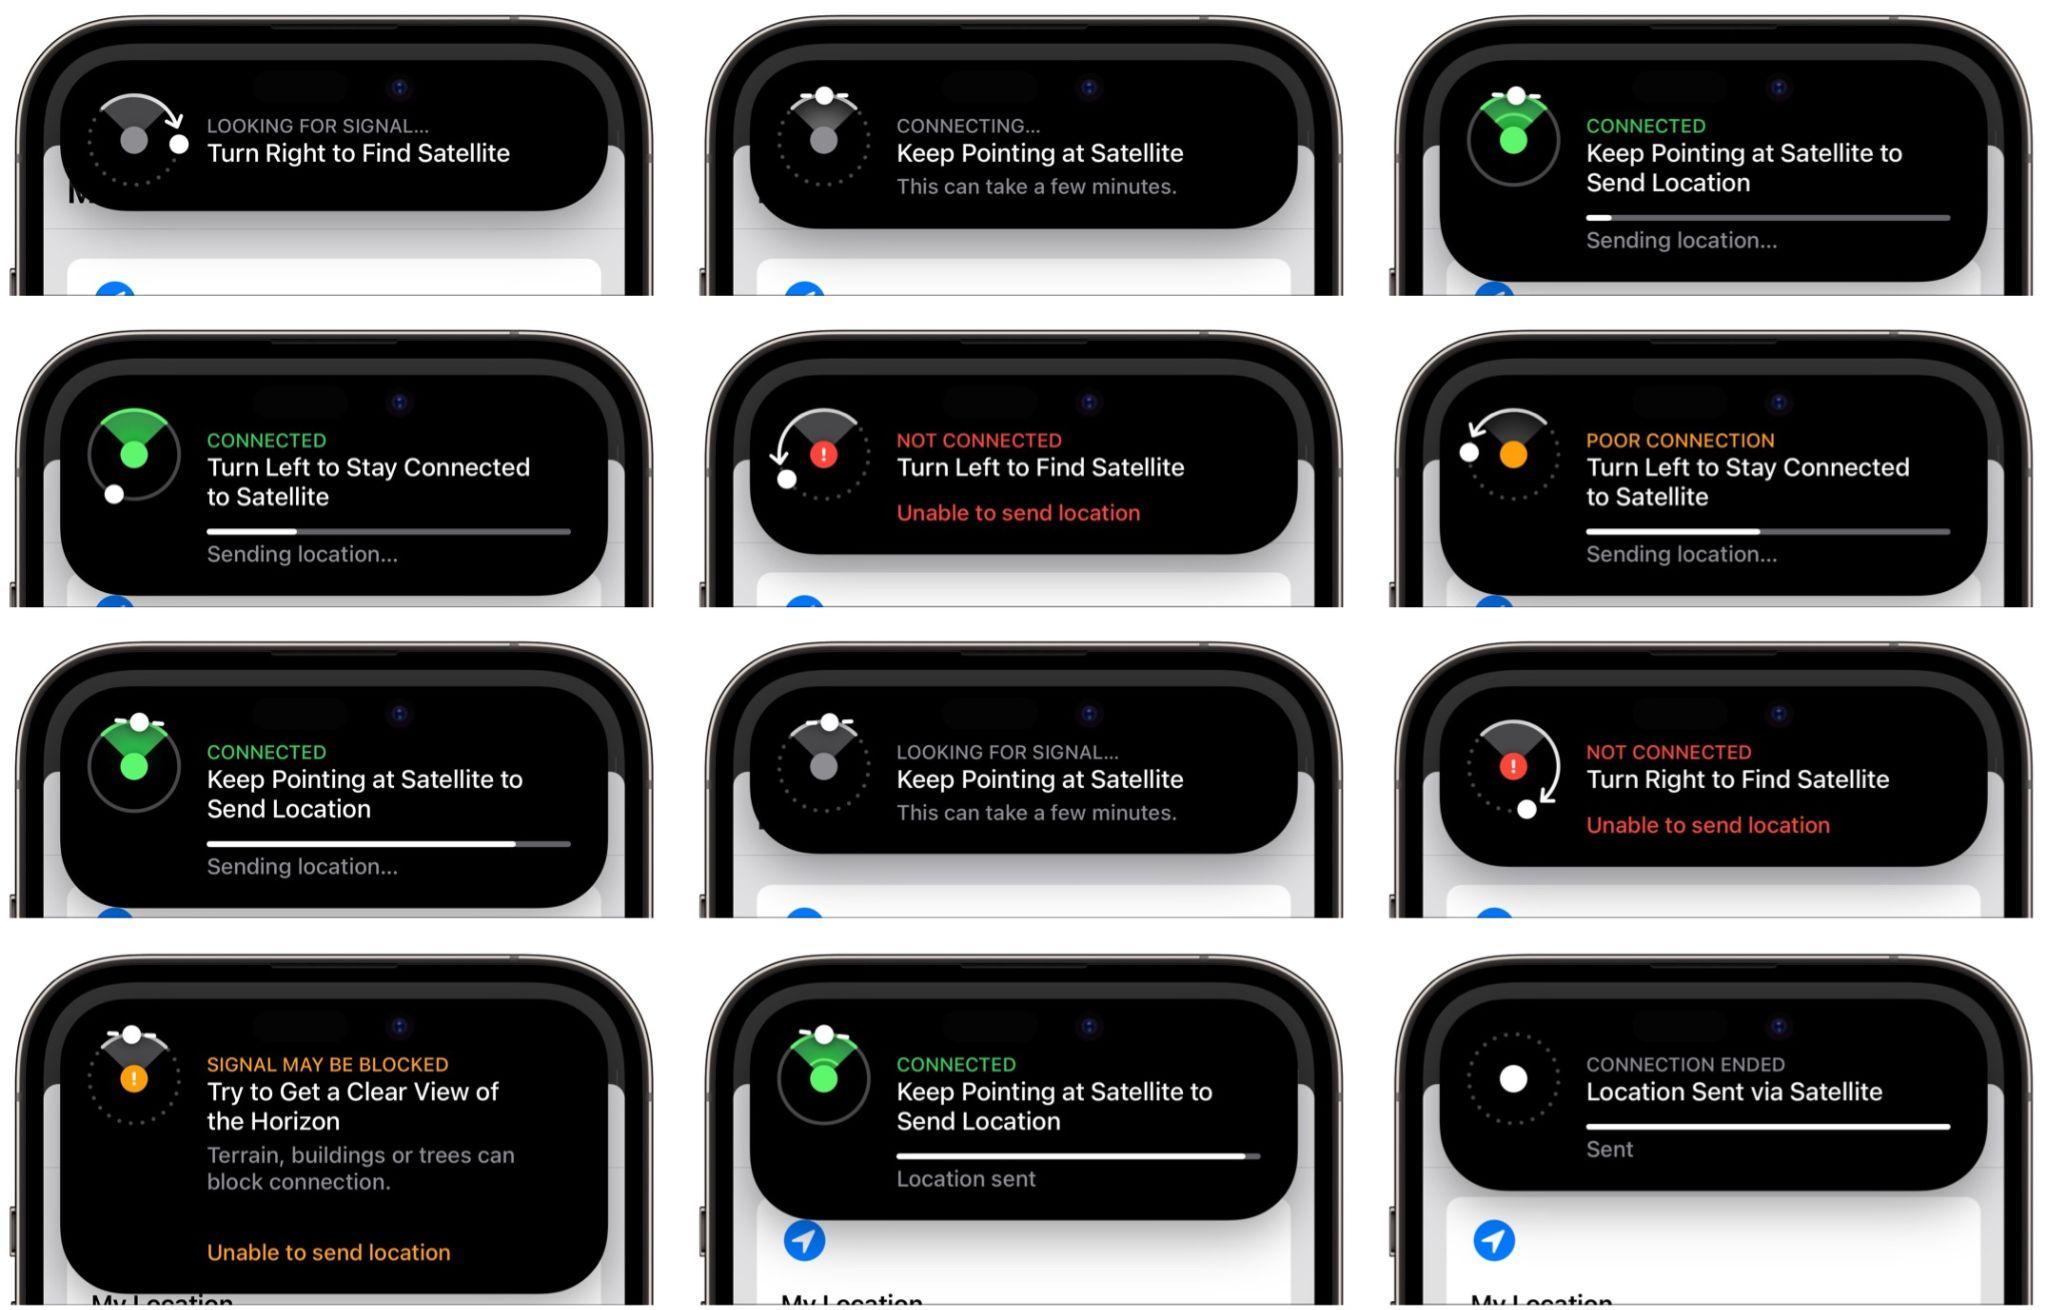 LOOKING FOR SIGNAL...
Turn Right to Find Satellite
CONNECTING...
Keep Pointing at Satellite
This can take a few minutes.
CONNECTED
Keep Pointing at Satellite to
Send Location
Sending location...
CONNECTED
Turn Left to Stay Connected
to Satellite
Sending location...
NOT CONNECTED
Turn Left to Find Satellite
Unable to send location
POOR CONNECTION
Turn Left to Stay Connected
to Satellite
Sending location...
CONNECTED
Keep Pointing at Satellite to
Send Location
Sending location...
LOOKING FOR SIGNAL...
Keep Pointing at Satellite
This can take a few minutes.
NOT CONNECTED
Turn Right to Find Satellite
Unable to send location
SIGNAL MAY BE BLOCKED
Try to Get a Clear View of
the Horizon
Terrain, buildings or trees can
block connection.
Unable to send location
My Location
CONNECTED
Keep Pointing at Satellite to
Send Location
Location sent
My Location
CONNECTION ENDED
Location Sent via Satellite
Sent
My Location